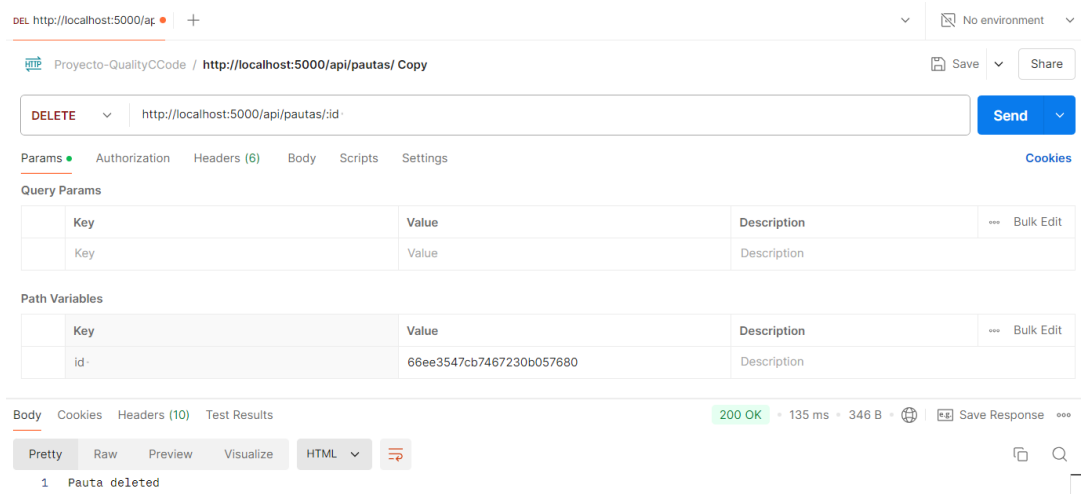 DEL http://localhost:5000/ap
No environment
HTTP Proyecto-QualityCCode / http://localhost:5000/api/pautas/ Copy
Save Share
DELETE http://localhost:5000/api/pautas/:id Send
Params Authorization Headers (6) Body Scripts Settings Cookies
Query Params
Key Value Description Bulk Edit
Key Value Description
Path Variables
Key Value Description Bulk Edit
id 66ee3547cb7467230b057680 Description
Body Cookies Headers (10) Test Results 200 OK 135 ms 346 B e.g. Save Response
Pretty Raw Preview Visualize HTML
1 Pauta deleted